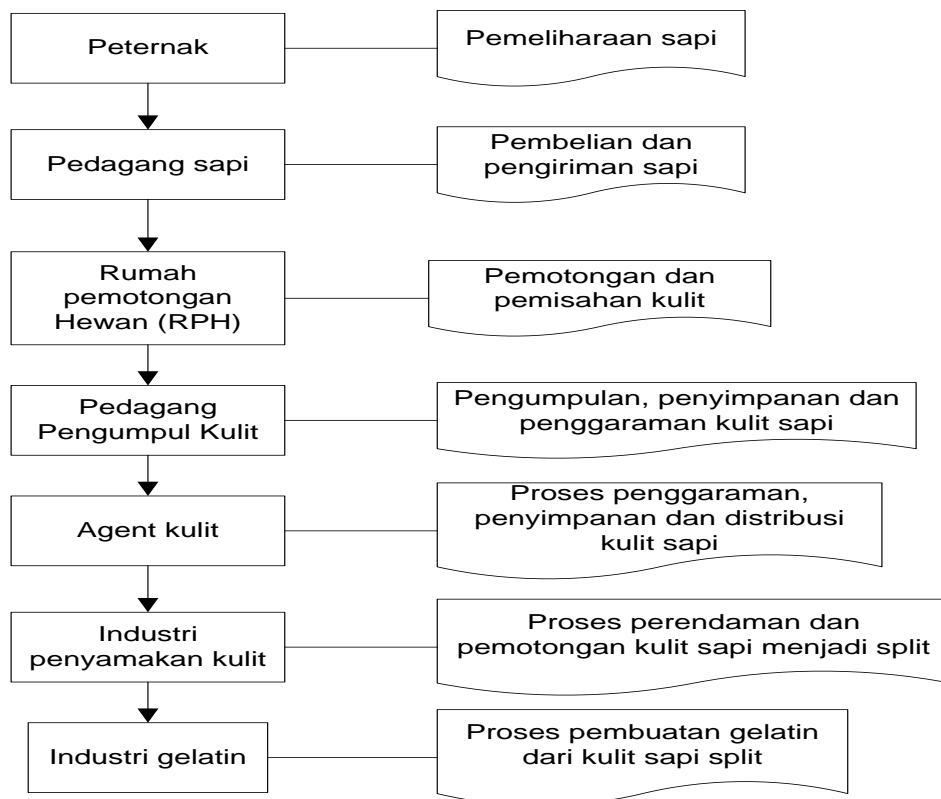 Peternak
Pemeliharaan sapi
Pedagang sapi
Pembelian dan
pengiriman sapi
Rumah
pemotongan
Hewan (RPH)
Pemotongan dan
pemisahan kulit
Pedagang
Pengumpul Kulit
Pengumpulan, penyimpanan dan
penggaraman kulit sapi
Agent kulit
Proses penggaraman,
penyimpanan dan distribusi
kulit sapi
Industri
penyamakan kulit
Proses perendaman dan
pemotongan kulit sapi menjadi split
Industri gelatin
Proses pembuatan gelatin
dari kulit sapi split